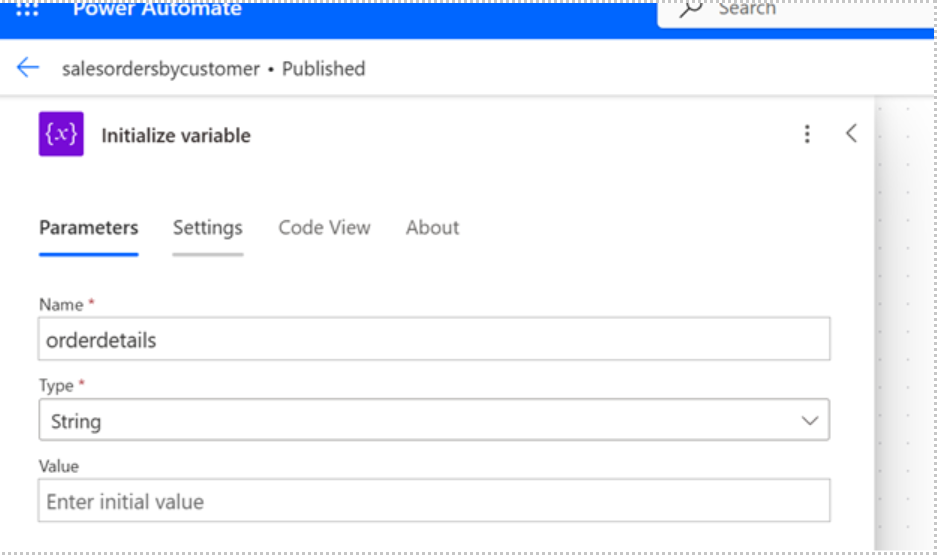 Power Automate
Search
salesordersbycustomer • Published
{x} Initialize variable
Parameters Settings Code View About
Name *
orderdetails
Type *
String
Value
Enter initial value